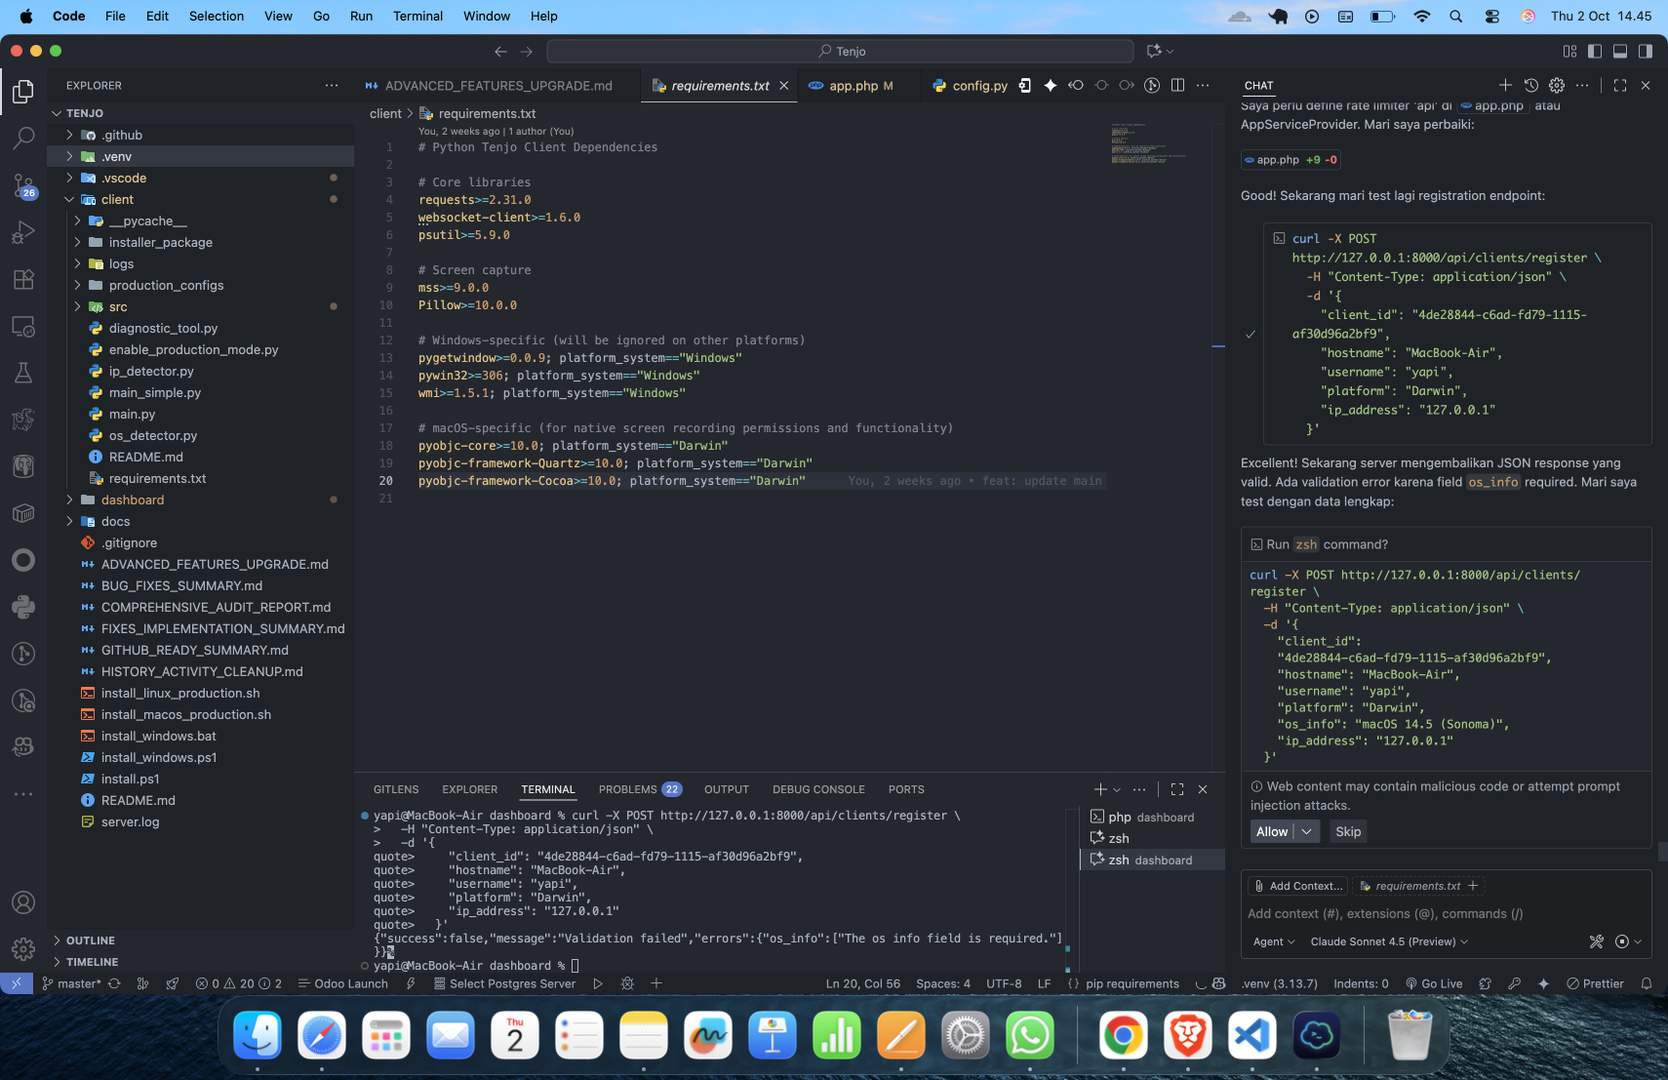 Code File Edit Selection View Go Run Terminal Window Help
Thu 2 Oct 14.45
Tenjo
EXPLORER
TENJO
.github
.venv
.vscode
client
__pycache__
installer_package
logs
production_configs
src
diagnostic_tool.py
enable_production_mode.py
ip_detector.py
main_simple.py
main.py
os_detector.py
README.md
requirements.txt
dashboard
docs
.gitignore
ADVANCED_FEATURES_UPGRADE.md
BUG_FIXES_SUMMARY.md
COMPREHENSIVE_AUDIT_REPORT.md
FIXES_IMPLEMENTATION_SUMMARY.md
GITHUB_READY_SUMMARY.md
HISTORY_ACTIVITY_CLEANUP.md
install_linux_production.sh
install_macos_production.sh
install_windows.bat
install_windows.ps1
install.ps1
README.md
server.log
OUTLINE
TIMELINE
26
ADVANCED_FEATURES_UPGRADE.md requirements.txt app.php M config.py
client > requirements.txt
You, 2 weeks ago | 1 author (You)
1 # Python Tenjo Client Dependencies
2
3 # Core libraries
4 requests>=2.31.0
5 websocket-client>=1.6.0
6 psutil>=5.9.0
7
8 # Screen capture
9 mss>=9.0.0
10 Pillow>=10.0.0
11
12 # Windows-specific (will be ignored on other platforms)
13 pygetwindow>=0.0.9; platform_system=="Windows"
14 pywin32>=306; platform_system=="Windows"
15 wmi>=1.5.1; platform_system=="Windows"
16
17 # macOS-specific (for native screen recording permissions and functionality)
18 pyobjc-core>=10.0; platform_system=="Darwin"
19 pyobjc-framework-Quartz>=10.0; platform_system=="Darwin"
20 pyobjc-framework-Cocoa>=10.0; platform_system=="Darwin" You, 2 weeks ago • feat: update main
21
GITLENS EXPLORER TERMINAL PROBLEMS 22 OUTPUT DEBUG CONSOLE PORTS
yapi@MacBook-Air dashboard % curl -X POST http://127.0.0.1:8000/api/clients/register \
> -H "Content-Type: application/json" \
> -d '{
quote> "client_id": "4de28844-c6ad-fd79-1115-af30d96a2bf9",
quote> "hostname": "MacBook-Air",
quote> "username": "yapi",
quote> "platform": "Darwin",
quote> "ip_address": "127.0.0.1"
quote> }'
{"success":false,"message":"Validation failed","errors":{"os_info":["The os info field is required."]
}}%
yapi@MacBook-Air dashboard %
php dashboard
zsh
zsh dashboard
CHAT
Saya perlu define rate limiter 'api' di app.php atau
AppServiceProvider. Mari saya perbaiki:
app.php +9 -0
Good! Sekarang mari test lagi registration endpoint:
curl -X POST
http://127.0.0.1:8000/api/clients/register \
-H "Content-Type: application/json" \
-d '{
"client_id": "4de28844-c6ad-fd79-1115-
af30d96a2bf9",
"hostname": "MacBook-Air",
"username": "yapi",
"platform": "Darwin",
"ip_address": "127.0.0.1"
}'
Excellent! Sekarang server mengembalikan JSON response yang
valid. Ada validation error karena field os_info required. Mari saya
test dengan data lengkap:
Run zsh command?
curl -X POST http://127.0.0.1:8000/api/clients/
register \
-H "Content-Type: application/json" \
-d '{
"client_id":
"4de28844-c6ad-fd79-1115-af30d96a2bf9",
"hostname": "MacBook-Air",
"username": "yapi",
"platform": "Darwin",
"os_info": "macOS 14.5 (Sonoma)",
"ip_address": "127.0.0.1"
}'
Web content may contain malicious code or attempt prompt
injection attacks.
Allow Skip
Add Context... requirements.txt
Add context (#), extensions (@), commands (/)
Agent Claude Sonnet 4.5 (Preview)
master* 0 20 2 Odoo Launch Select Postgres Server Ln 20, Col 56 Spaces: 4 UTF-8 LF pip requirements .venv (3.13.7) Indents: 0 Go Live Prettier
Thu
2